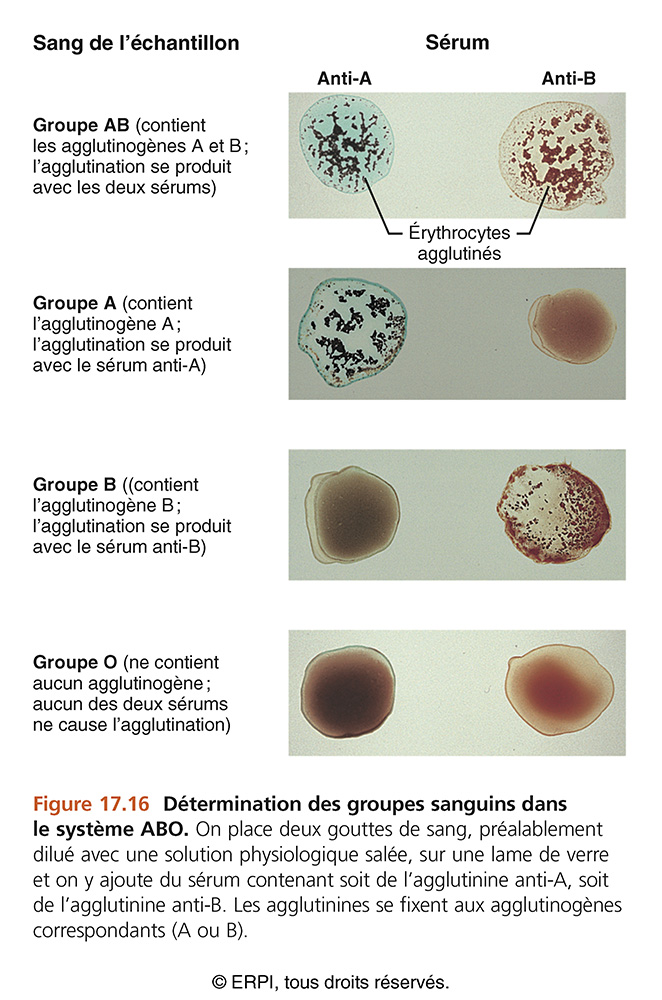 Sang de l'échantillon
Sérum
Anti-A
Anti-B
Groupe AB (contient
les agglutinogènes A et B ;
l'agglutination se produit
avec les deux sérums)
Érythrocytes
agglutinés
Groupe A (contient
l'agglutinogène A ;
l'agglutination se produit
avec le sérum anti-A)
Groupe B ((contient
l'agglutinogène B ;
l'agglutination se produit
avec le sérum anti-B)
Groupe O (ne contient
aucun agglutinogène ;
aucun des deux sérums
ne cause l'agglutination)
Figure 17.16 Détermination des groupes sanguins dans
le système ABO. On place deux gouttes de sang, préalablement
dilué avec une solution physiologique salée, sur une lame de verre
et on y ajoute du sérum contenant soit de l'agglutinine anti-A, soit
de l'agglutinine anti-B. Les agglutinines se fixent aux agglutinogènes
correspondants (A ou B).
© ERPI, tous droits réservés.